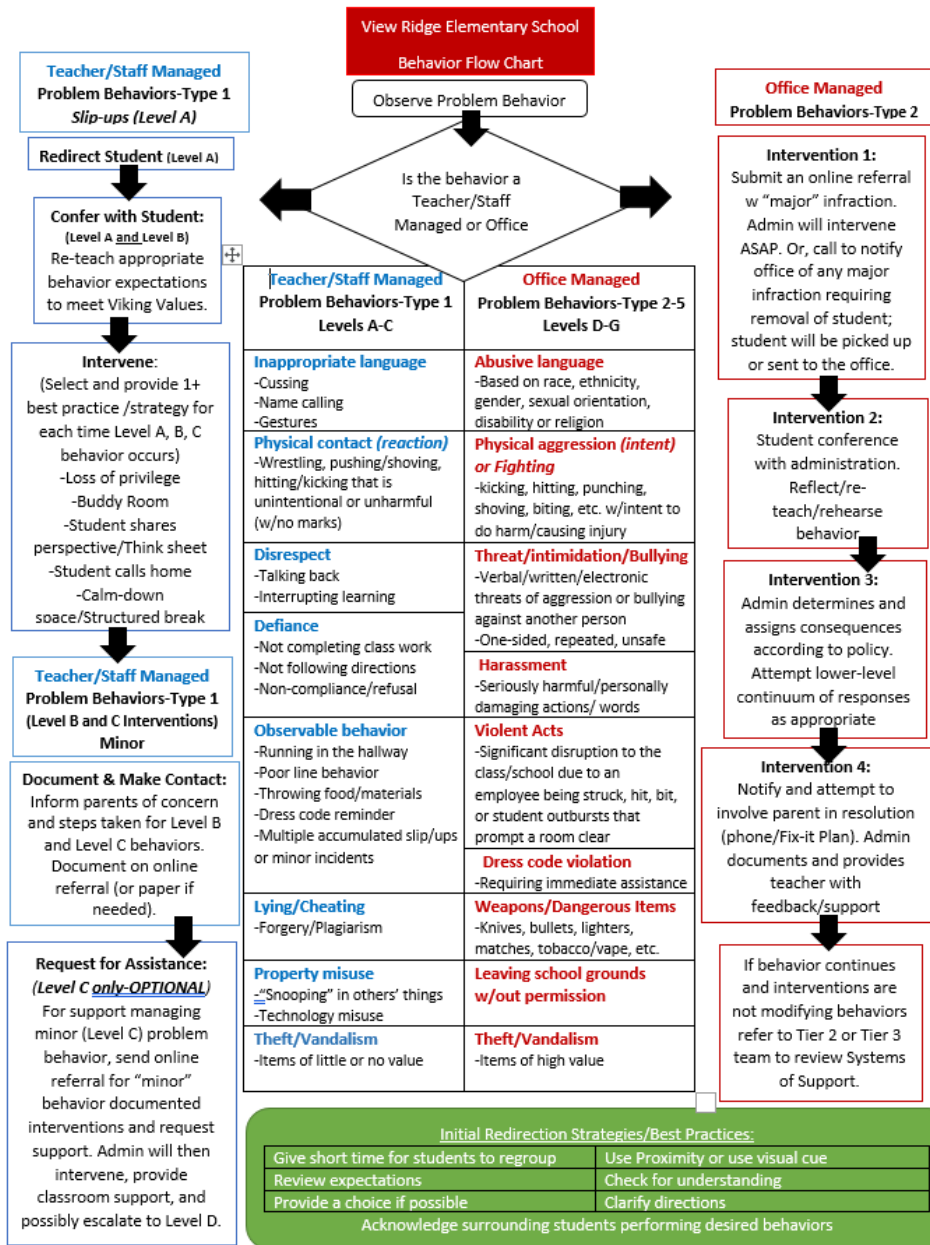 View Ridge Elementary School
Behavior Flow Chart
Observe Problem Behavior
Is the behavior a
Teacher/Staff
Managed or Office
Teacher/Staff Managed
Problem Behaviors-Type 1
Slip-ups (Level A)
Redirect Student (Level A)
Confer with Student:
(Level A and Level B)
Re-teach appropriate
behavior expectations
to meet Viking Values.
Intervene:
(Select and provide 1+
best practice /strategy for
each time Level A, B, C
behavior occurs)
-Loss of privilege
-Buddy Room
-Student shares
perspective/Think sheet
-Student calls home
-Calm-down
space/Structured break
Teacher/Staff Managed
Problem Behaviors-Type 1
(Level B and C Interventions)
Minor
Document & Make Contact:
Inform parents of concern
and steps taken for Level B
and Level C behaviors.
Document on online
referral (or paper if
needed).
Request for Assistance:
(Level C only-OPTIONAL)
For support managing
minor (Level C) problem
behavior, send online
referral for “minor”
behavior documented
interventions and request
support. Admin will then
intervene, provide
classroom support, and
possibly escalate to Level D.
Teacher/Staff Managed
Problem Behaviors-Type 1
Levels A-C
Inappropriate language
-Cussing
-Name calling
-Gestures
Physical contact (reaction)
-Wrestling, pushing/shoving,
hitting/kicking that is
unintentional or unharmful
(w/no marks)
Disrespect
-Talking back
-Interrupting learning
Defiance
-Not completing class work
-Not following directions
-Non-compliance/refusal
Observable behavior
-Running in the hallway
-Poor line behavior
-Throwing food/materials
-Dress code reminder
-Multiple accumulated slip/ups
or minor incidents
Lying/Cheating
-Forgery/Plagiarism
Property misuse
-“Snooping” in others’ things
-Technology misuse
Theft/Vandalism
-Items of little or no value
Office Managed
Problem Behaviors-Type 2-5
Levels D-G
Abusive language
-Based on race, ethnicity,
gender, sexual orientation,
disability or religion
Physical aggression (intent)
or Fighting
-kicking, hitting, punching,
shoving, biting, etc. w/intent to
do harm/causing injury
Threat/intimidation/Bullying
-Verbal/written/electronic
threats of aggression or bullying
against another person
-One-sided, repeated, unsafe
Harassment
-Seriously harmful/personally
damaging actions/ words
Violent Acts
-Significant disruption to the
class/school due to an
employee being struck, hit, bit,
or student outbursts that
prompt a room clear
Dress code violation
-Requiring immediate assistance
Weapons/Dangerous Items
-Knives, bullets, lighters,
matches, tobacco/vape, etc.
Leaving school grounds
w/out permission
Theft/Vandalism
-Items of high value
Office Managed
Problem Behaviors-Type 2
Intervention 1:
Submit an online referral
w “major” infraction.
Admin will intervene
ASAP. Or, call to notify
office of any major
infraction requiring
removal of student;
student will be picked up
or sent to the office.
Intervention 2:
Student conference
with administration.
Reflect/re-
teach/rehearse
behavior
Intervention 3:
Admin determines and
assigns consequences
according to policy.
Attempt lower-level
continuum of responses
as appropriate
Intervention 4:
Notify and attempt to
involve parent in resolution
(phone/Fix-it Plan). Admin
documents and provides
teacher with
feedback/support
If behavior continues
and interventions are
not modifying behaviors
refer to Tier 2 or Tier 3
team to review Systems
of Support.
Initial Redirection Strategies/Best Practices:
Give short time for students to regroup
Use Proximity or use visual cue
Review expectations
Check for understanding
Provide a choice if possible
Clarify directions
Acknowledge surrounding students performing desired behaviors